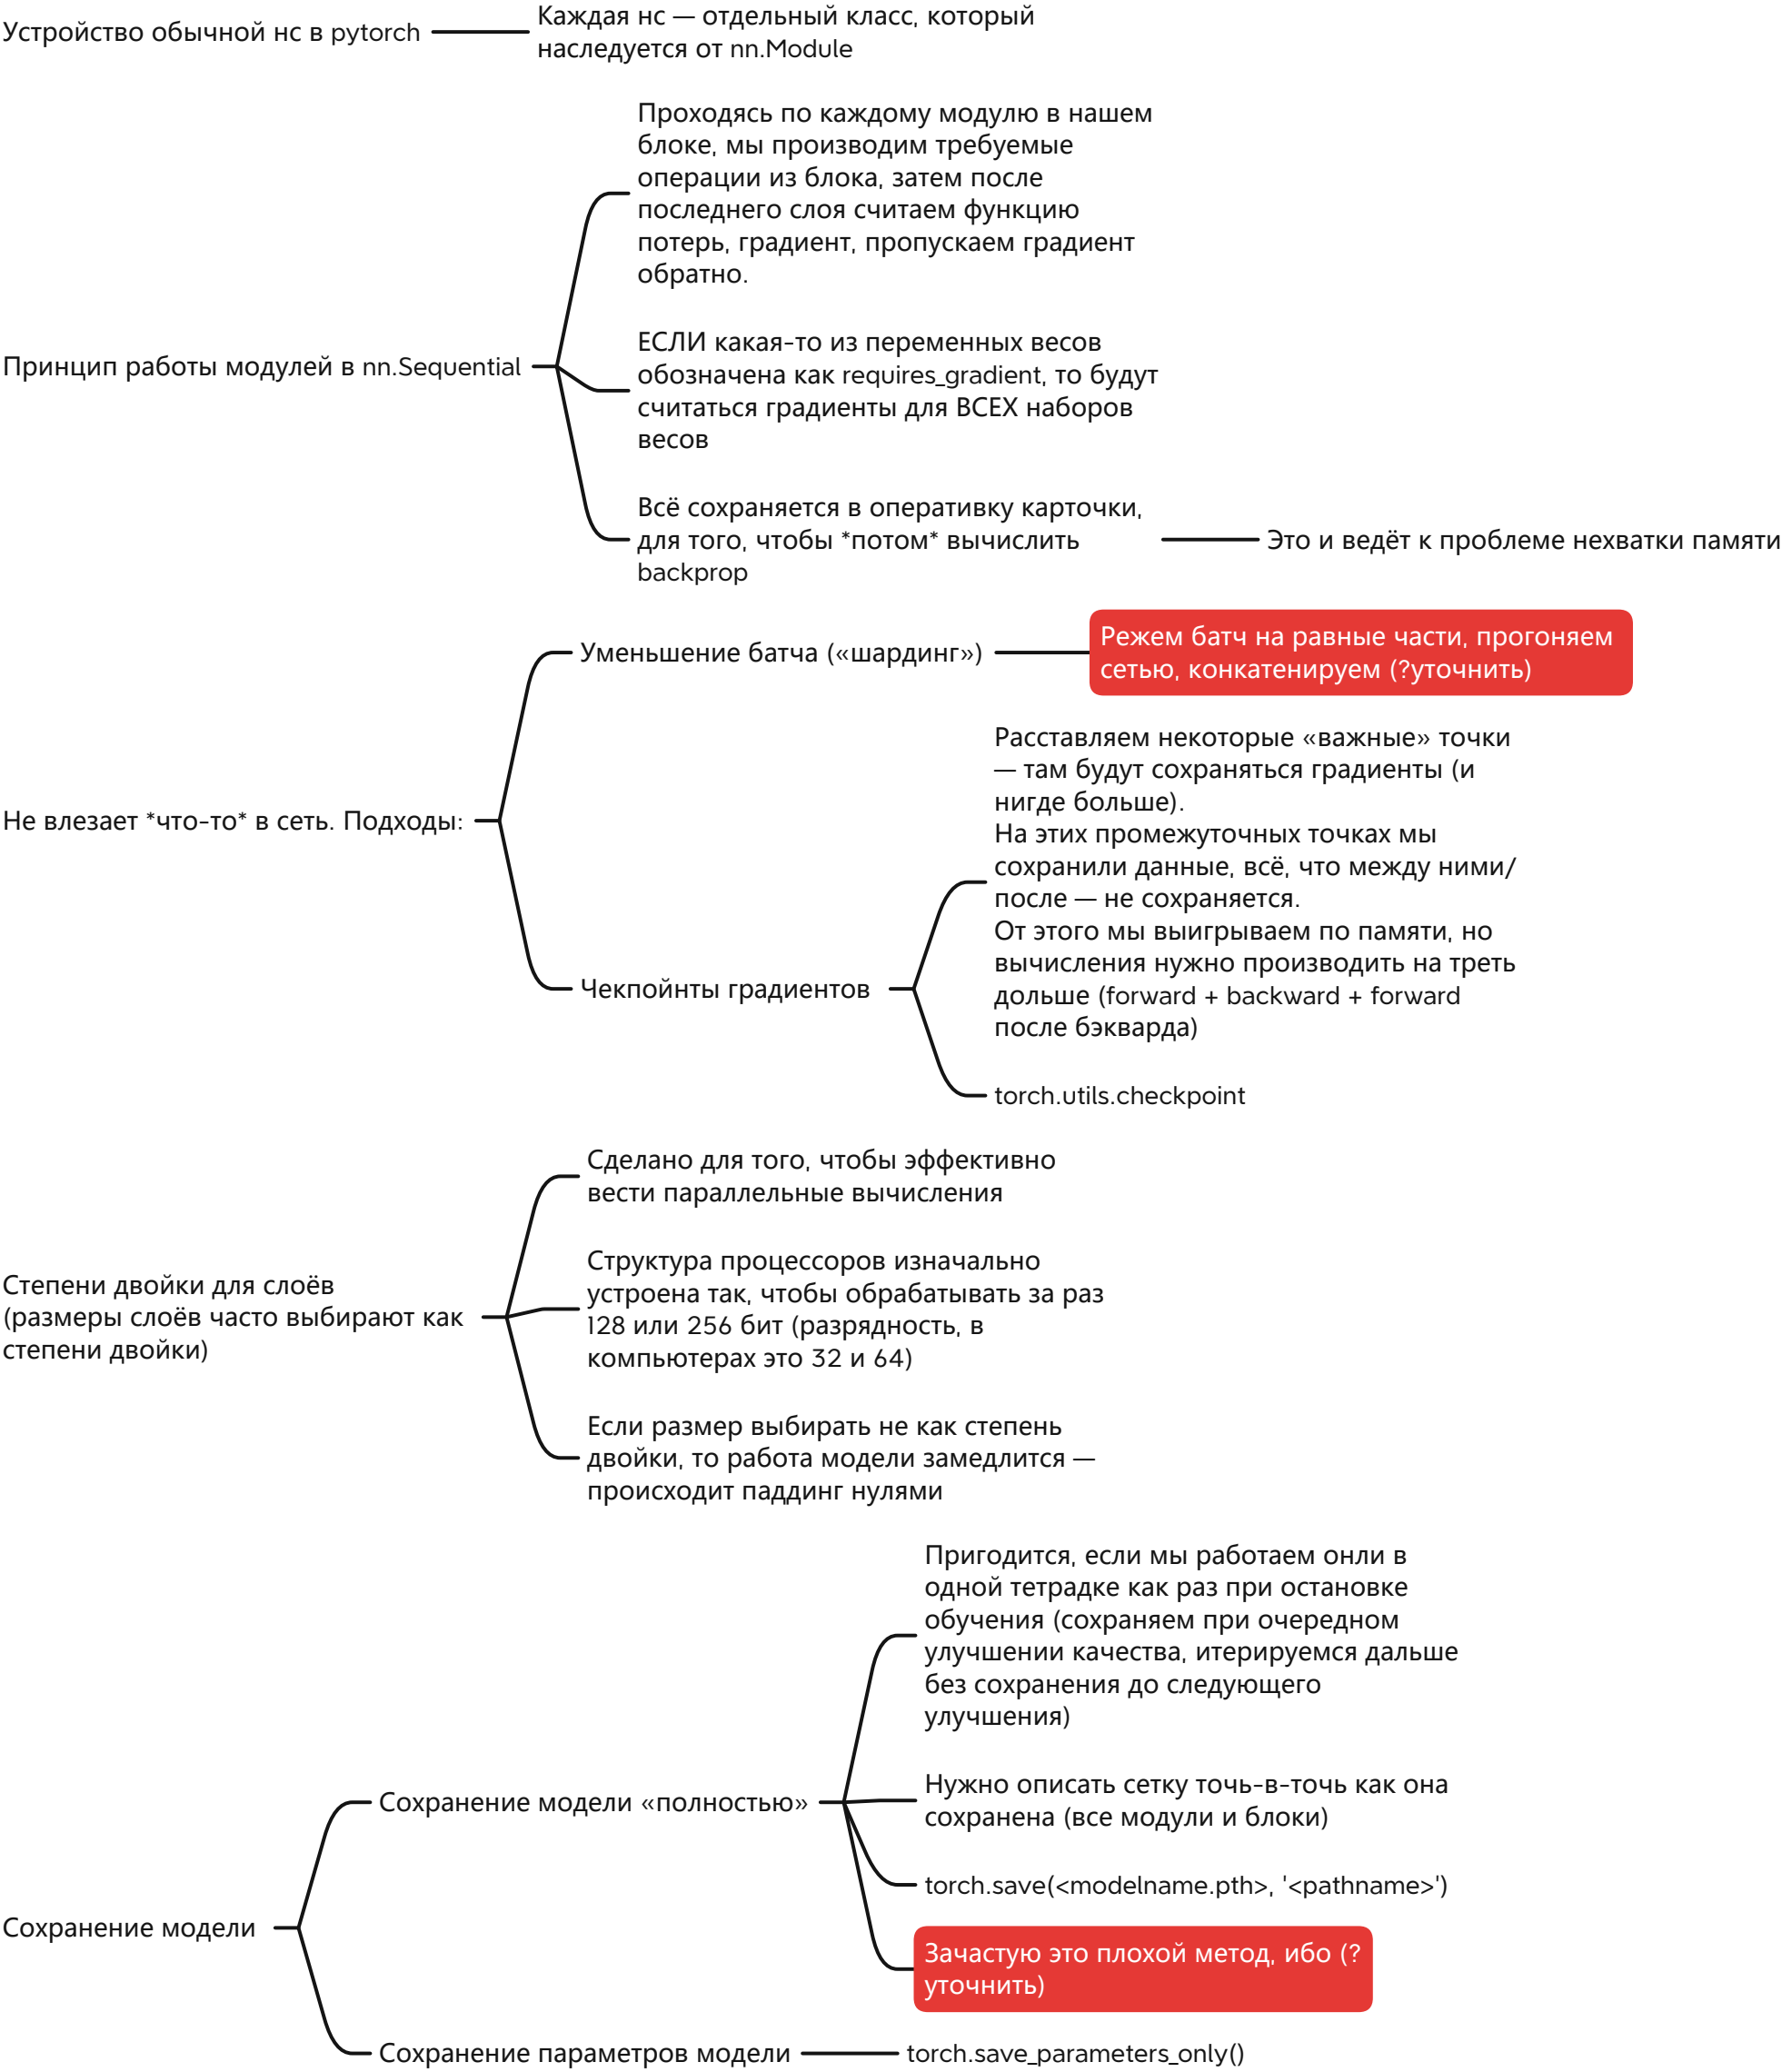 Устройство обычной нс в pytorch
Каждая нс — отдельный класс, который
наследуется от nn.Module
Принцип работы модулей в nn.Sequential
Проходясь по каждому модулю в нашем
блоке, мы производим требуемые
операции из блока, затем после
последнего слоя считаем функцию
потерь, градиент, пропускаем градиент
обратно.
ЕСЛИ какая-то из переменных весов
обозначена как requires_gradient, то будут
считаться градиенты для ВСЕХ наборов
весов
Всё сохраняется в оперативку карточки,
для того, чтобы *потом* вычислить
backprop
Это и ведёт к проблеме нехватки памяти
Не влезает *что-то* в сеть. Подходы:
Уменьшение батча («шардинг»)
Режем батч на равные части, прогоняем
сетью, конкатенируем (?уточнить)
Чекпойнты градиентов
Расставляем некоторые «важные» точки
— там будут сохраняться градиенты (и
нигде больше).
На этих промежуточных точках мы
сохранили данные, всё, что между ними/
после — не сохраняется.
От этого мы выигрываем по памяти, но
вычисления нужно производить на треть
дольше (forward + backward + forward
после бэкварда)
torch.utils.checkpoint
Степени двойки для слоёв
(размеры слоёв часто выбирают как
степени двойки)
Сделано для того, чтобы эффективно
вести параллельные вычисления
Структура процессоров изначально
устроена так, чтобы обрабатывать за раз
128 или 256 бит (разрядность, в
компьютерах это 32 и 64)
Если размер выбирать не как степень
двойки, то работа модели замедлится —
происходит паддинг нулями
Сохранение модели
Сохранение модели «полностью»
Пригодится, если мы работаем онли в
одной тетрадке как раз при остановке
обучения (сохраняем при очередном
улучшении качества, итерируемся дальше
без сохранения до следующего
улучшения)
Нужно описать сетку точь-в-точь как она
сохранена (все модули и блоки)
torch.save(<modelname.pth>, '<pathname>')
Зачастую это плохой метод, ибо (?
уточнить)
Сохранение параметров модели
torch.save_parameters_only()